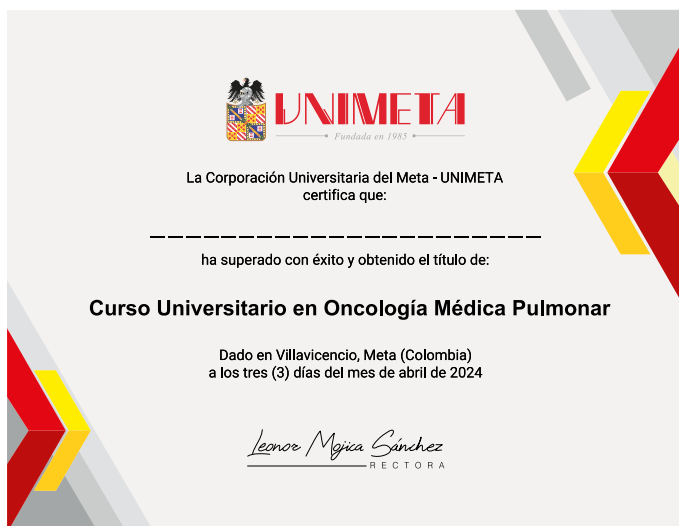 UNIMETA
Fundada en 1985
La Corporación Universitaria del Meta - UNIMETA
certifica que:
ha superado con éxito y obtenido el título de:
Curso Universitario en Oncología Médica Pulmonar
Dado en Villavicencio, Meta (Colombia)
a los tres (3) días del mes de abril de 2024
Leonor Mojica Sánchez
RECTORA